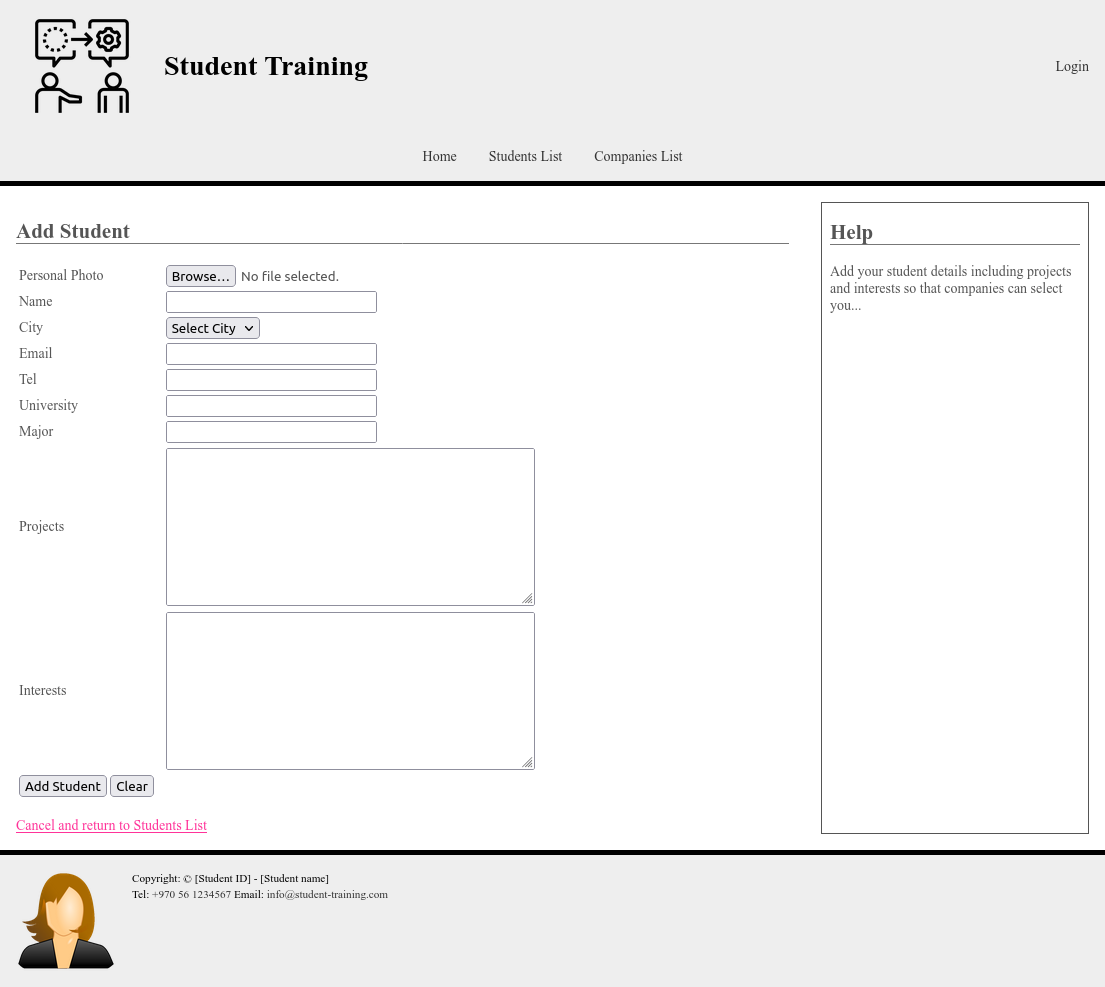 Student Training
Login
Home Students List Companies List
Add Student
Personal Photo Browse... No file selected.
Name
City Select City
Email
Tel
University
Major
Projects
Interests
Add Student Clear
Cancel and return to Students List
Help
Add your student details including projects
and interests so that companies can select
you...
Copyright: © [Student ID] - [Student name]
Tel: +970 56 1234567 Email: info@student-training.com